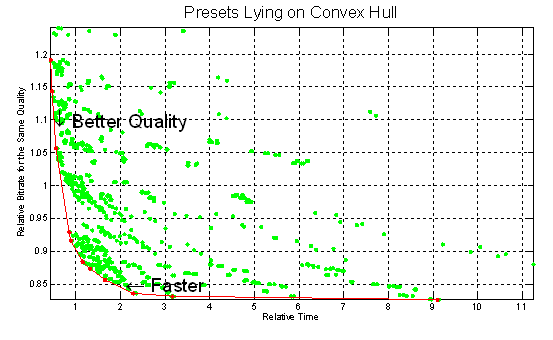 Presets Lying on Convex Hull
Relative Bitrate for the Same Quality
1.2
1.15
1.1
1.05
1
0.95
0.9
0.85
Better Quality
Faster
1 2 3 4 5 6 7 8 9 10 11
Relative Time